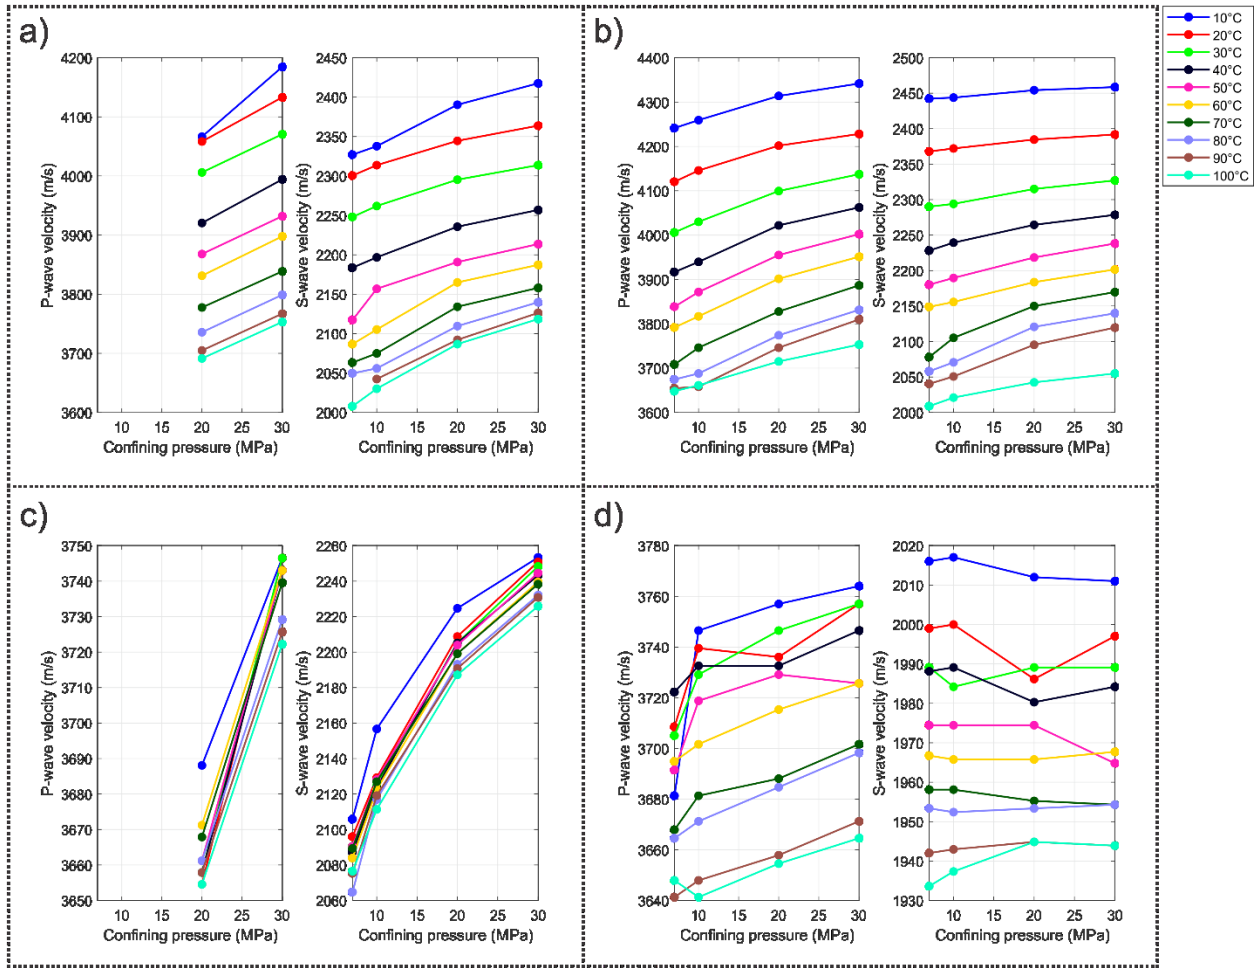 a)
4200
4100
4000
3900
3800
3700
3600
P-wave velocity (m/s)
10 15 20 25 30
Confining pressure (MPa)
2450
2400
2350
2300
2250
2200
2150
2100
2050
2000
S-wave velocity (m/s)
10 15 20 25 30
Confining pressure (MPa)
b)
4400
4300
4200
4100
4000
3900
3800
3700
3600
P-wave velocity (m/s)
10 15 20 25 30
Confining pressure (MPa)
2500
2450
2400
2350
2300
2250
2200
2150
2100
2050
2000
S-wave velocity (m/s)
10 15 20 25 30
Confining pressure (MPa)
10°C
20°C
30°C
40°C
50°C
60°C
70°C
80°C
90°C
100°C
c)
3750
3740
3730
3720
3710
3700
3690
3680
3670
3660
3650
P-wave velocity (m/s)
10 15 20 25 30
Confining pressure (MPa)
2260
2240
2220
2200
2180
2160
2140
2120
2100
2080
2060
S-wave velocity (m/s)
10 15 20 25 30
Confining pressure (MPa)
d)
3780
3760
3740
3720
3700
3680
3660
3640
P-wave velocity (m/s)
10 15 20 25 30
Confining pressure (MPa)
2020
2010
2000
1990
1980
1970
1960
1950
1940
1930
S-wave velocity (m/s)
10 15 20 25 30
Confining pressure (MPa)